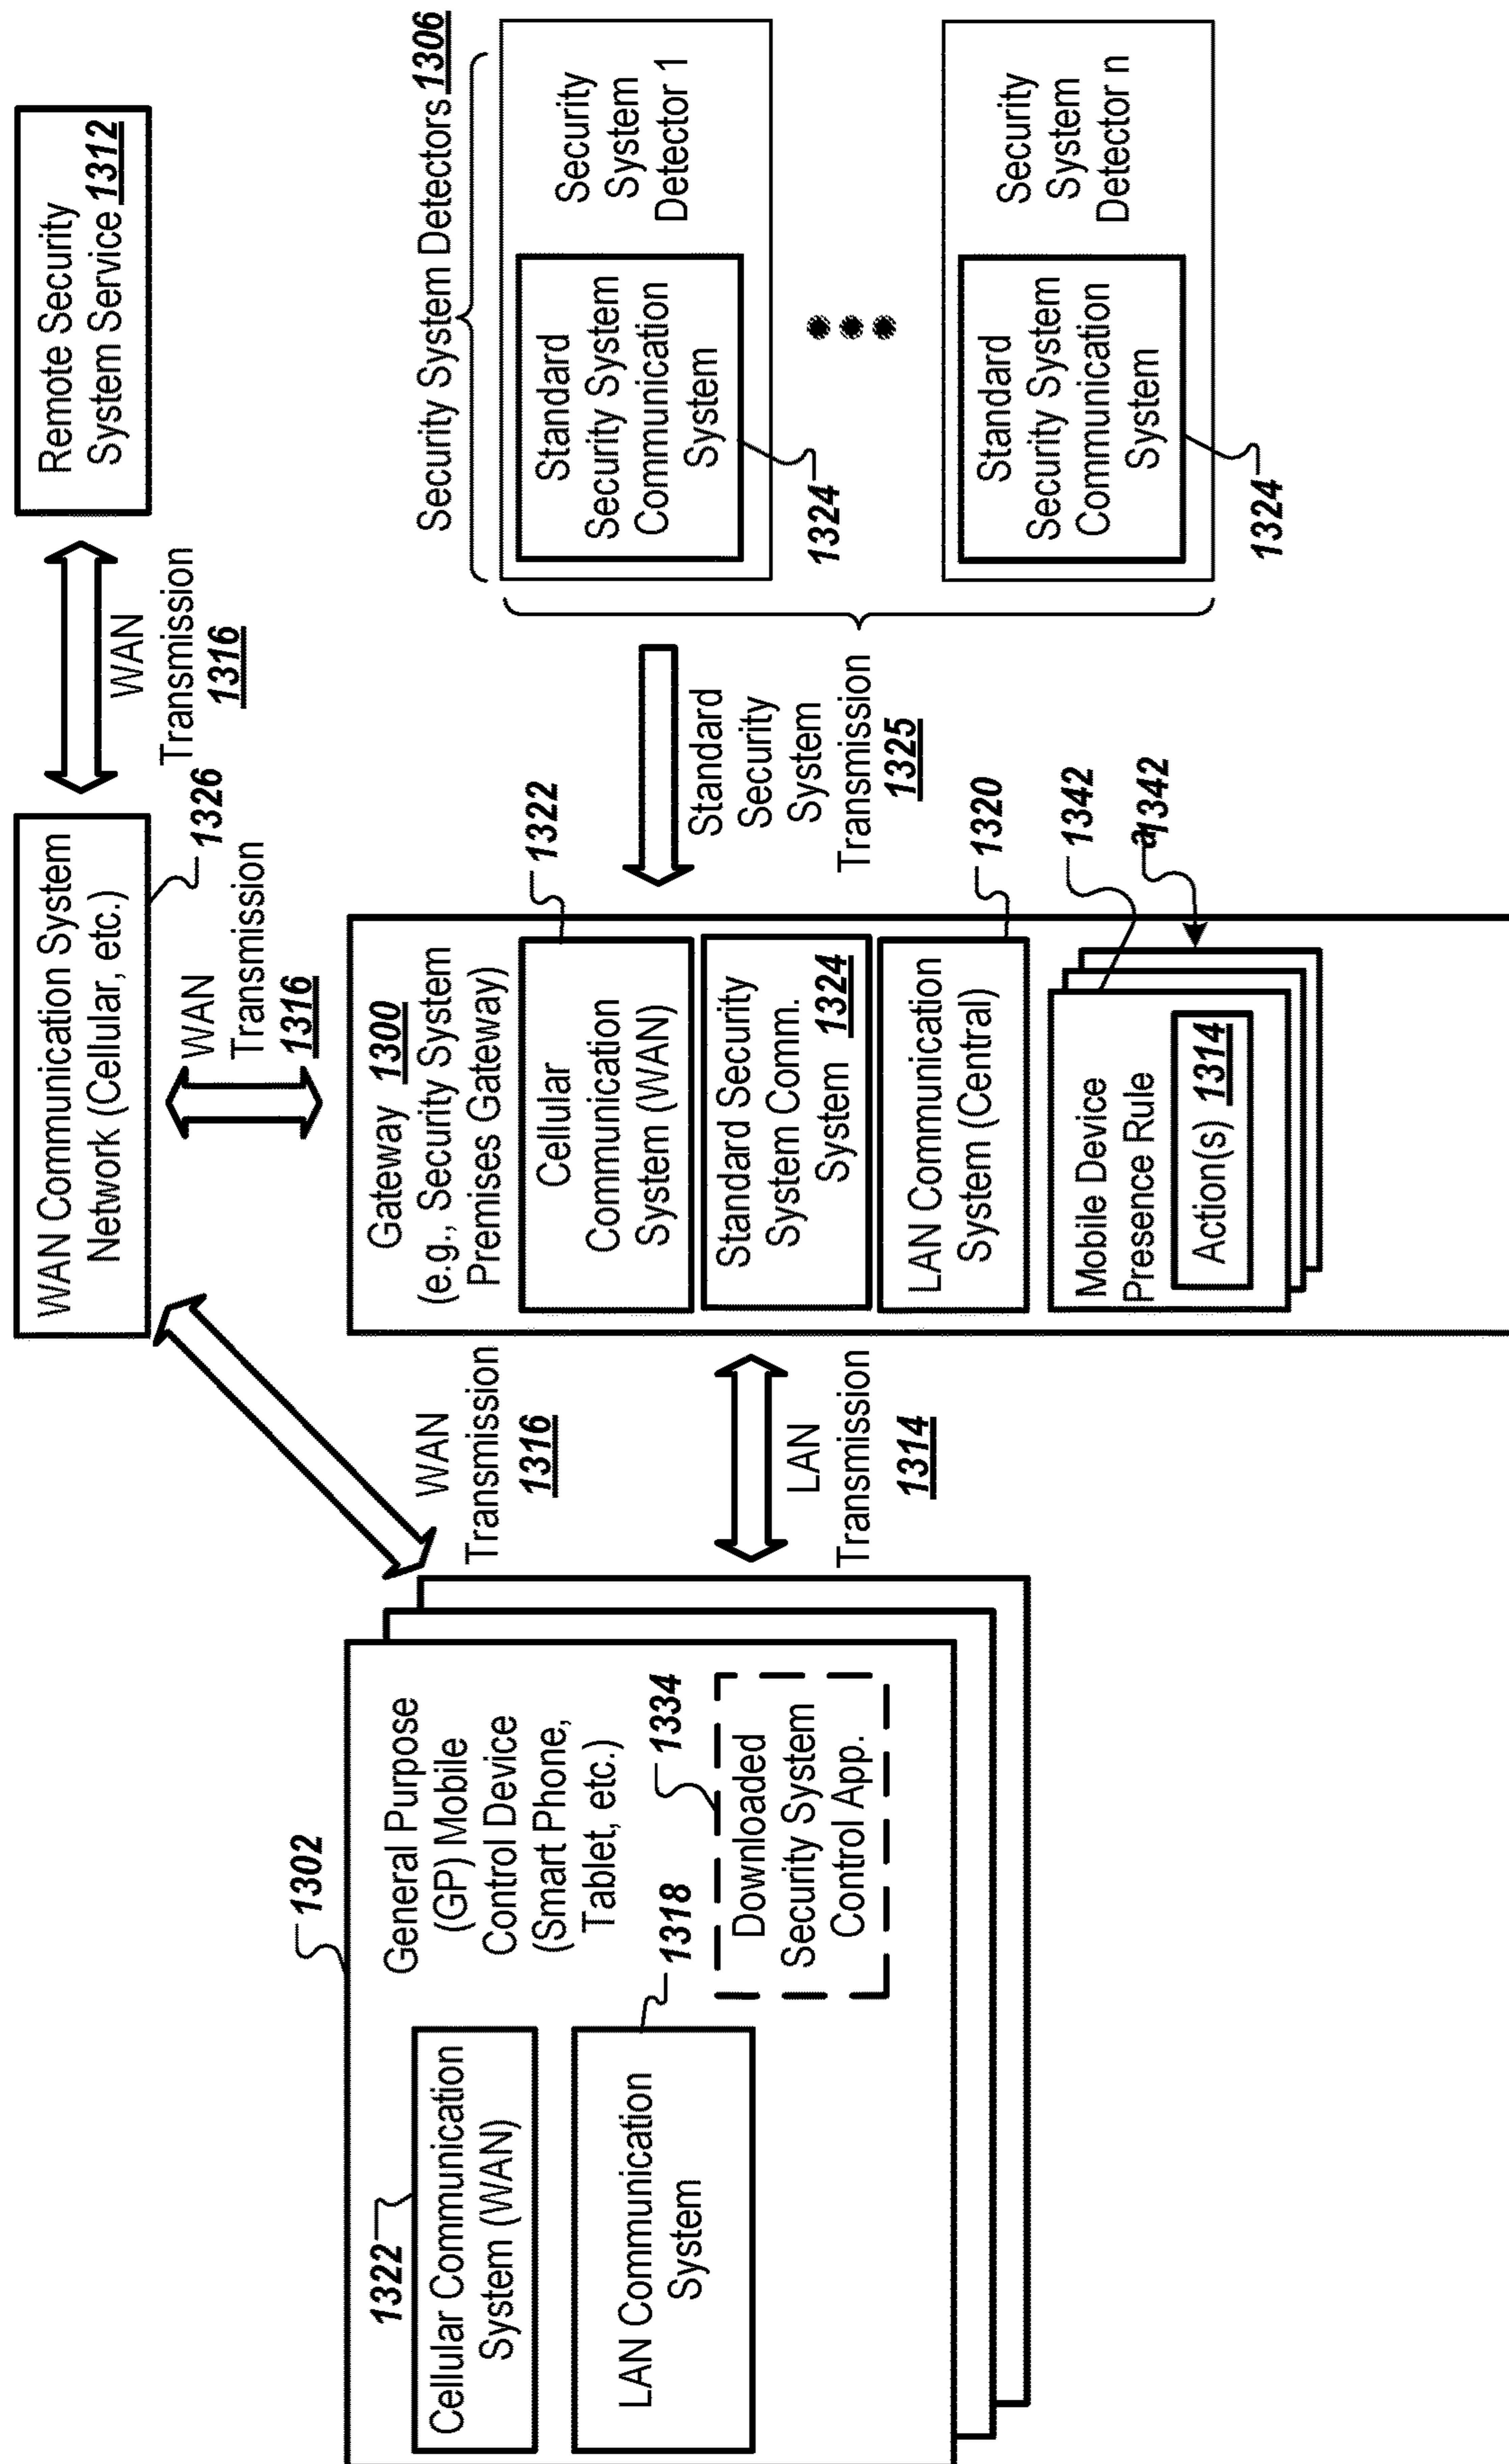 WAN Communication System
Network (Cellular, etc.)
1326
WAN
Transmission
1316
Remote Security
System Service 1312
WAN
Transmission
1316
1302
General Purpose
(GP) Mobile
Control Device
(Smart Phone,
Tablet, etc.)
1322
Cellular Communication
System (WAN)
1318
LAN Communication
System
1334
Downloaded
Security System
Control App.
WAN
Transmission
1316
LAN
Transmission
1314
Gateway 1300
(e.g., Security System
Premises Gateway)
1322
Cellular
Communication
System (WAN)
Standard Security
System Comm.
System 1324
1320
LAN Communication
System (Central)
1342
1342
a
Mobile Device
Presence Rule
Action(s) 1314
Standard
Security
System
Transmission
1325
Security System Detectors 1306
Standard
Security System
Communication
System
1324
Security
System
Detector 1
Standard
Security System
Communication
System
1324
Security
System
Detector n